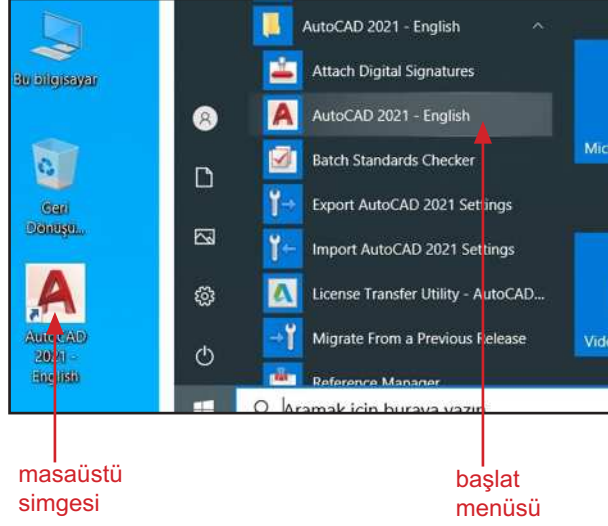 Bu bilgisayar
Geri
Dönüşü...
AutoCAD
2021 -
English
AutoCAD 2021 - English
Attach Digital Signatures
AutoCAD 2021 - English
Batch Standards Checker
Export AutoCAD 2021 Settings
Import AutoCAD 2021 Settings
License Transfer Utility - AutoCAD...
Migrate From a Previous Release
Reference Manager
Aramak için buraya yazın
Mic
Vide
masaüstü
simgesi
başlat
menüsü